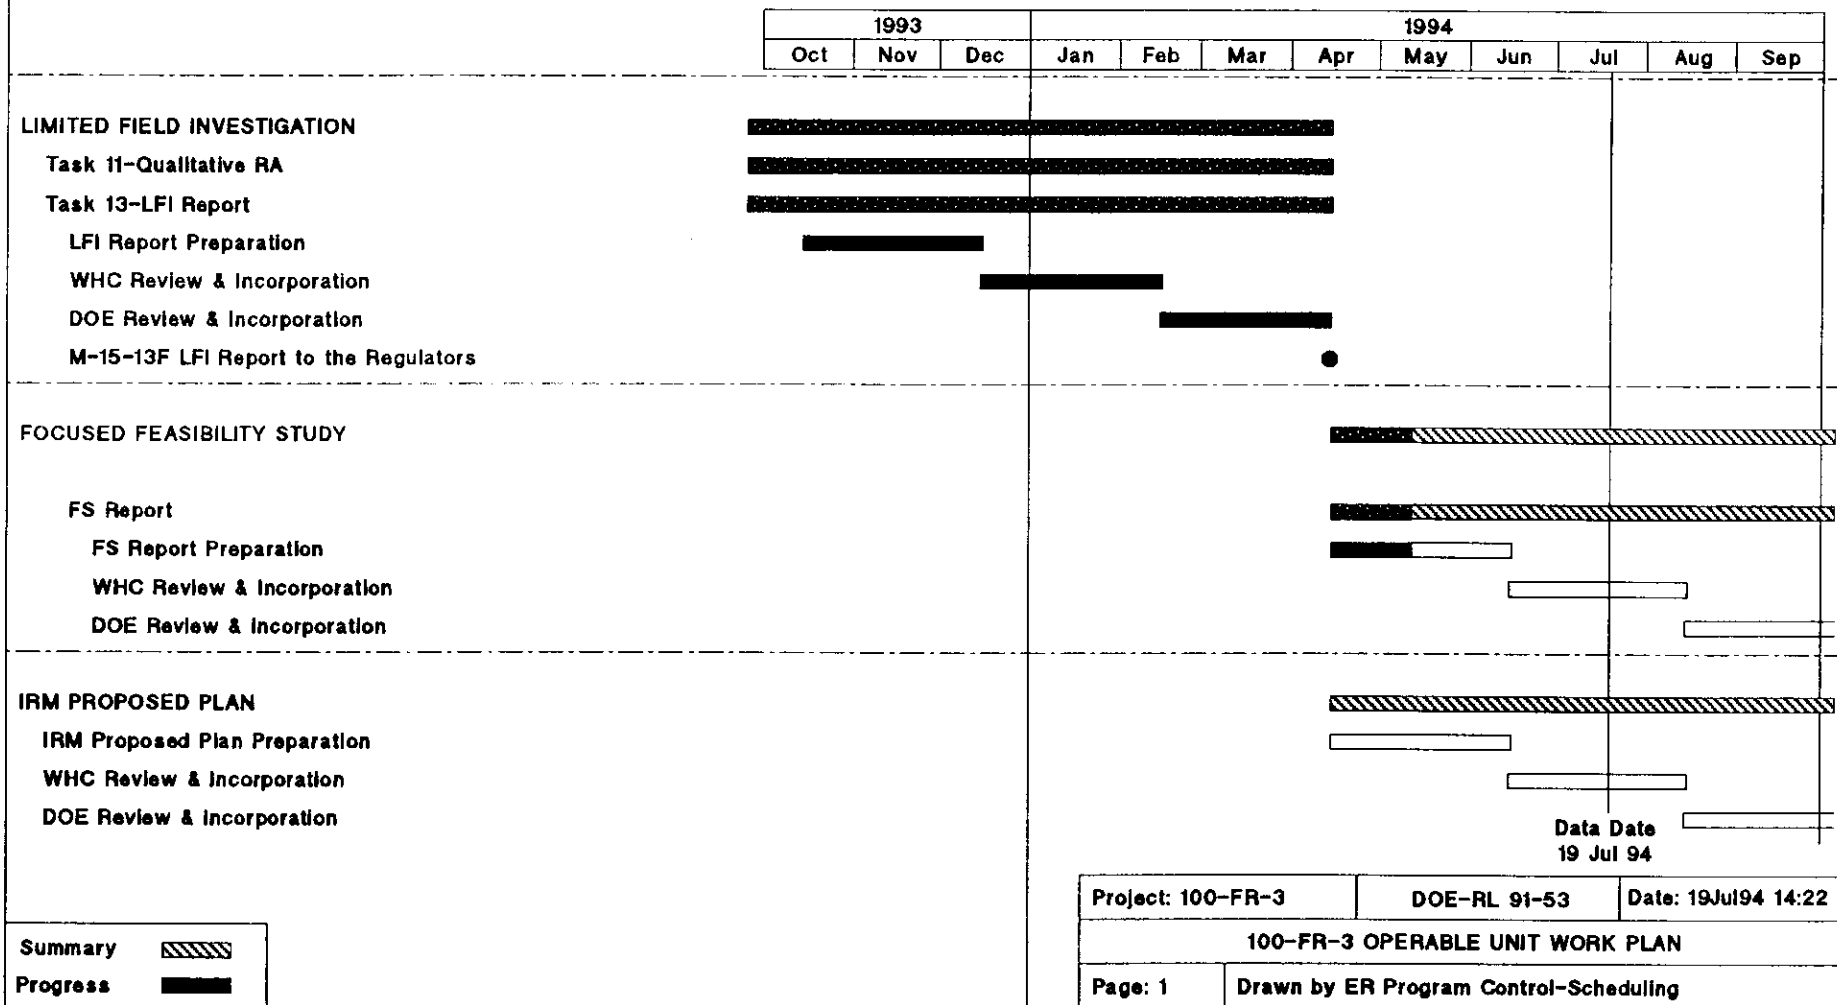 1993 1994
Oct Nov Dec Jan Feb Mar Apr May Jun Jul Aug Sep
LIMITED FIELD INVESTIGATION
Task 11-Qualitative RA
Task 13-LFI Report
LFI Report Preparation
WHC Review & Incorporation
DOE Review & Incorporation
M-15-13F LFI Report to the Regulators
FOCUSED FEASIBILITY STUDY
FS Report
FS Report Preparation
WHC Review & Incorporation
DOE Review & Incorporation
IRM PROPOSED PLAN
IRM Proposed Plan Preparation
WHC Review & Incorporation
DOE Review & Incorporation
Data Date
19 Jul 94
Project: 100-FR-3 DOE-RL 91-53 Date: 19Jul94 14:22
100-FR-3 OPERABLE UNIT WORK PLAN
Page: 1 Drawn by ER Program Control-Scheduling
Summary
Progress